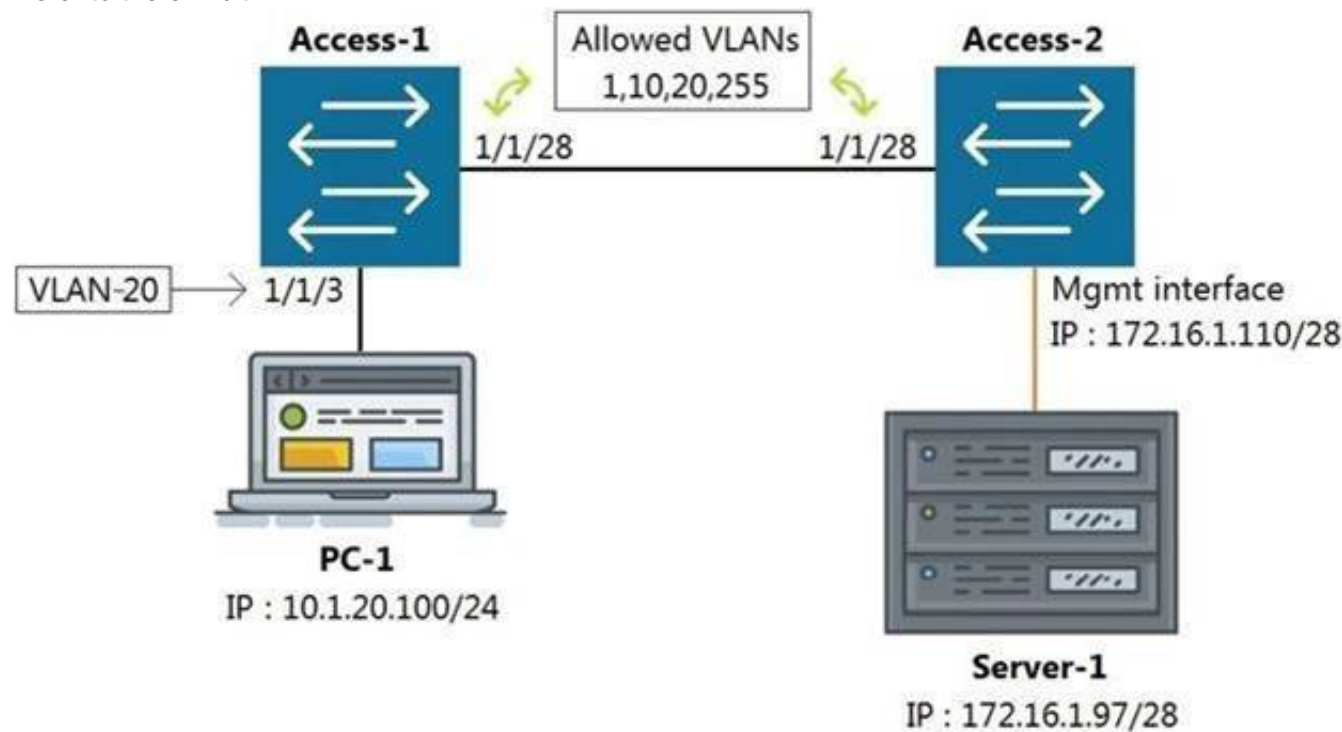 Access-1
Allowed VLANs
1,10,20,255
Access-2
1/1/28
1/1/28
VLAN-20
1/1/3
Mgmt interface
IP : 172.16.1.110/28
PC-1
IP : 10.1.20.100/24
Server-1
IP : 172.16.1.97/28